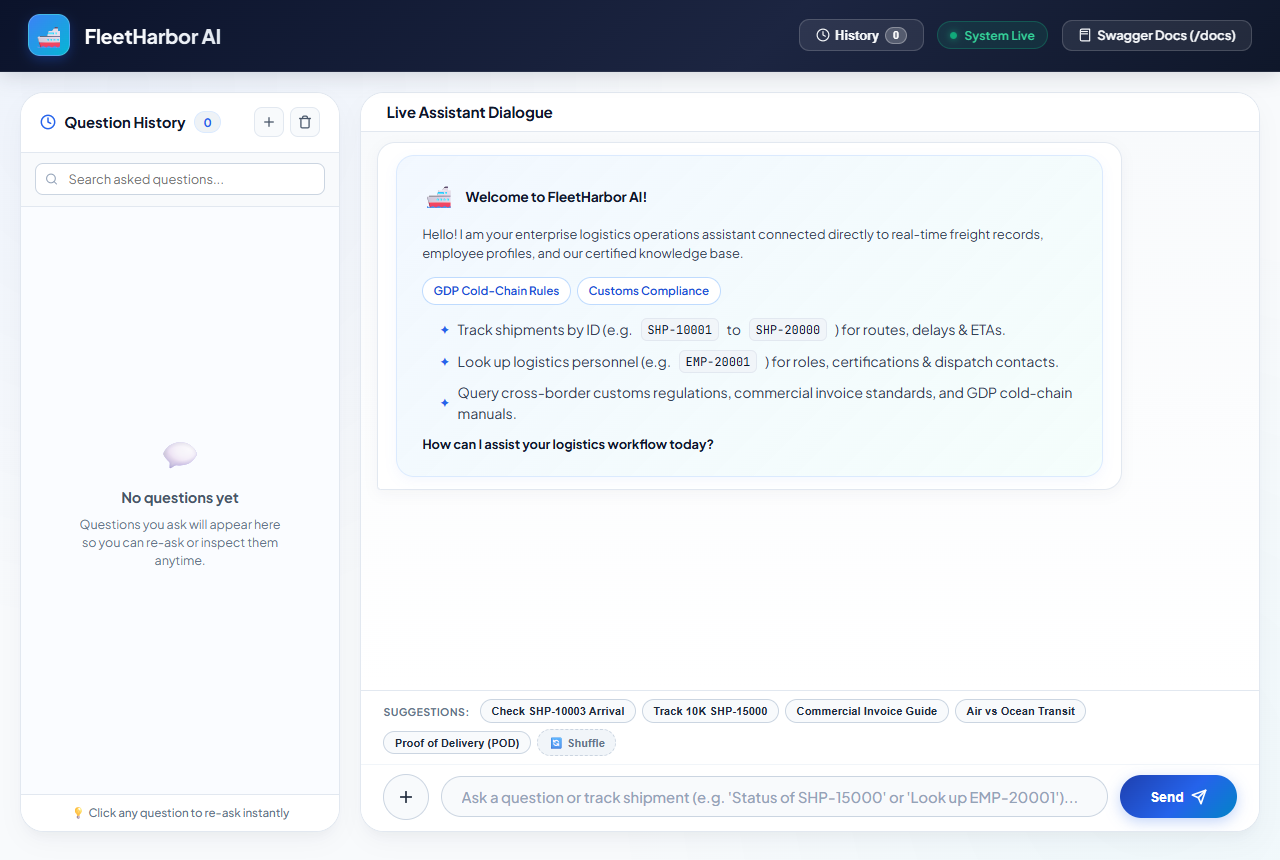 FleetHarbor AI
History 0
System Live
Swagger Docs (/docs)
Question History 0
Search asked questions...
No questions yet
Questions you ask will appear here
so you can re-ask or inspect them
anytime.
Click any question to re-ask instantly
Live Assistant Dialogue
Welcome to FleetHarbor AI!
Hello! I am your enterprise logistics operations assistant connected directly to real-time freight records,
employee profiles, and our certified knowledge base.
GDP Cold-Chain Rules Customs Compliance
Track shipments by ID (e.g. SHP-10001 to SHP-20000 ) for routes, delays & ETAs.
Look up logistics personnel (e.g. EMP-20001 ) for roles, certifications & dispatch contacts.
Query cross-border customs regulations, commercial invoice standards, and GDP cold-chain
manuals.
How can I assist your logistics workflow today?
SUGGESTIONS: Check SHP-10003 Arrival Track 10K SHP-15000 Commercial Invoice Guide Air vs Ocean Transit
Proof of Delivery (POD) Shuffle
+ Ask a question or track shipment (e.g. 'Status of SHP-15000' or 'Look up EMP-20001')... Send